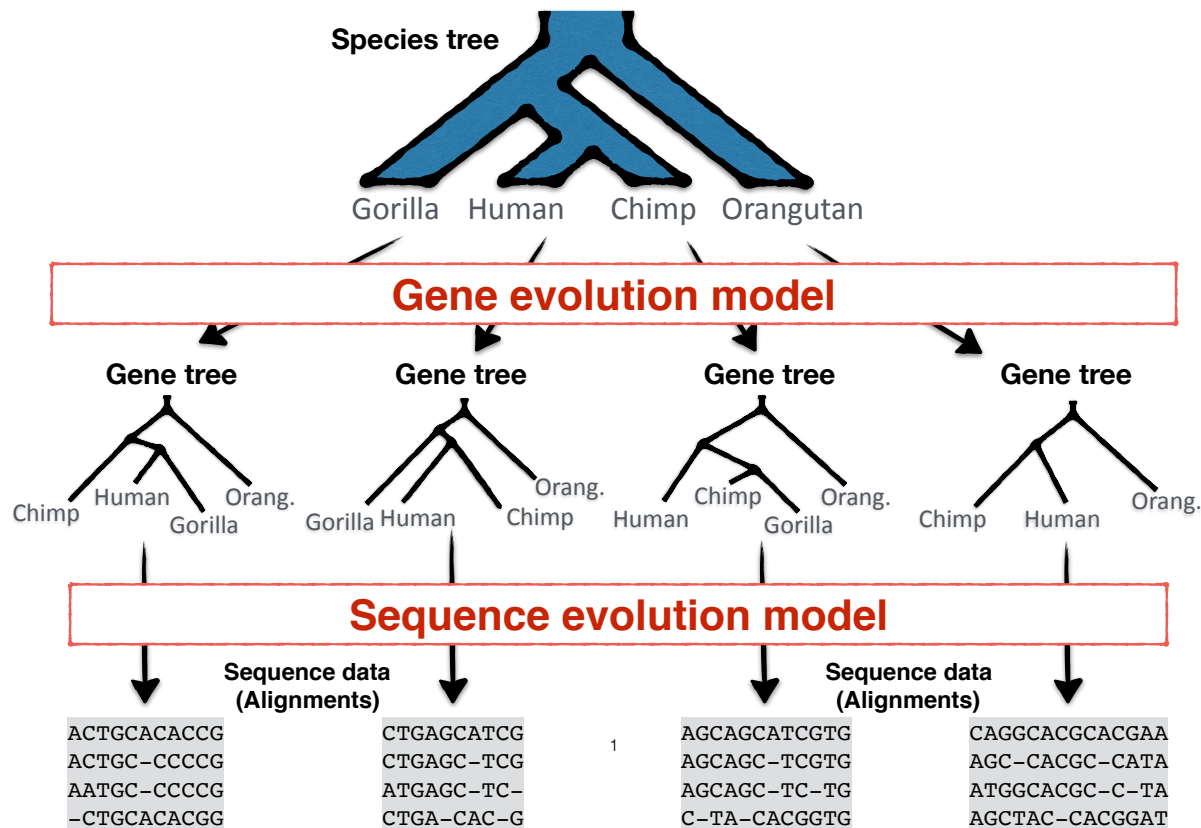 Species tree
Gorilla Human Chimp Orangutan
Gene evolution model
Gene tree Gene tree Gene tree Gene tree
Chimp Human Gorilla Orang.
Gorilla Human Chimp Orang.
Human Chimp Gorilla Orang.
Chimp Human Orang.
Sequence evolution model
Sequence data
(Alignments)
Sequence data
(Alignments)
ACTGCACACCG
ACTGC-CCCCG
AATGC-CCCCG
-CTGCACACGG
CTGAGCATCG
CTGAGC-TCG
ATGAGC-TC-
CTGA-CAC-G
1
AGCAGCATCGTG
AGCAGC-TCGTG
AGCAGC-TC-TG
C-TA-CACGGTG
CAGGCACGCACGAA
AGC-CACGC-CATA
ATGGCACGC-C-TA
AGCTAC-CACGGAT